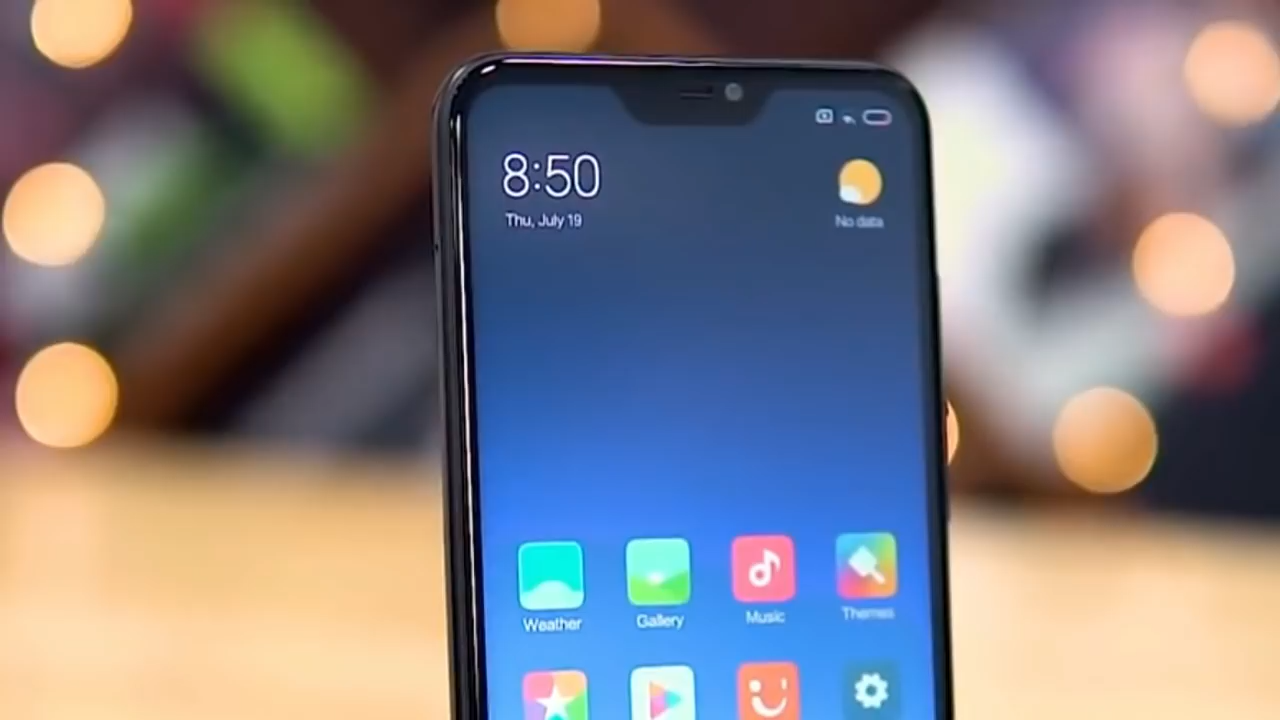 8:50
Thu, July 19
No data
Weather
Gallery
Music
Themes